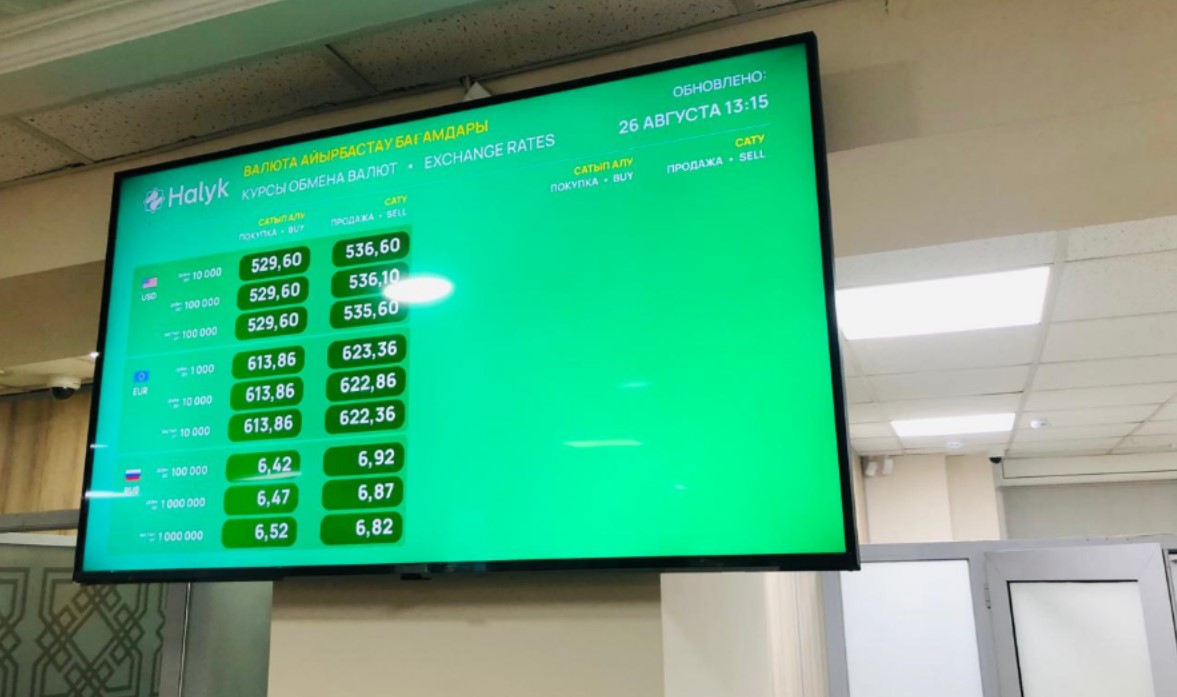 Halyk
ВАЛЮТА АЙЫРБАСТАУ БАҒАМДАРЫ
КУРСЫ ОБМЕНА ВАЛЮТ • EXCHANGE RATES
ОБНОВЛЕНО:
26 АВГУСТА 13:15
САТЫП АЛУ САТУ
ПОКУПКА • BUY ПРОДАЖА • SELL
САТЫП АЛУ САТУ
ПОКУПКА • BUY ПРОДАЖА • SELL
USD
10 000 529,60 536,60
100 000 529,60 536,10
100 000 529,60 535,60
EUR
1 000 613,86 623,36
10 000 613,86 622,86
10 000 613,86 622,36
RUB
100 000 6,42 6,92
1 000 000 6,47 6,87
1 000 000 6,52 6,82